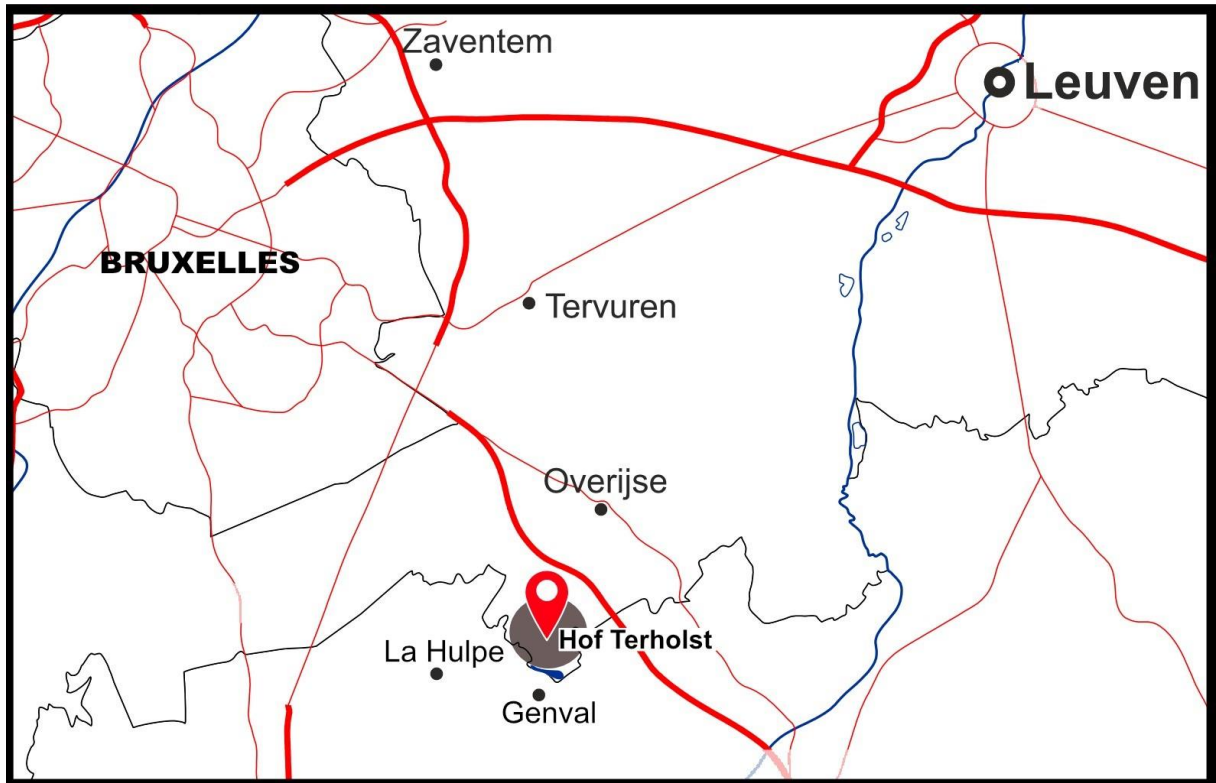 Zaventem
Leuven
BRUXELLES
Tervuren
Overijse
Hof Terholst
La Hulpe
Genval